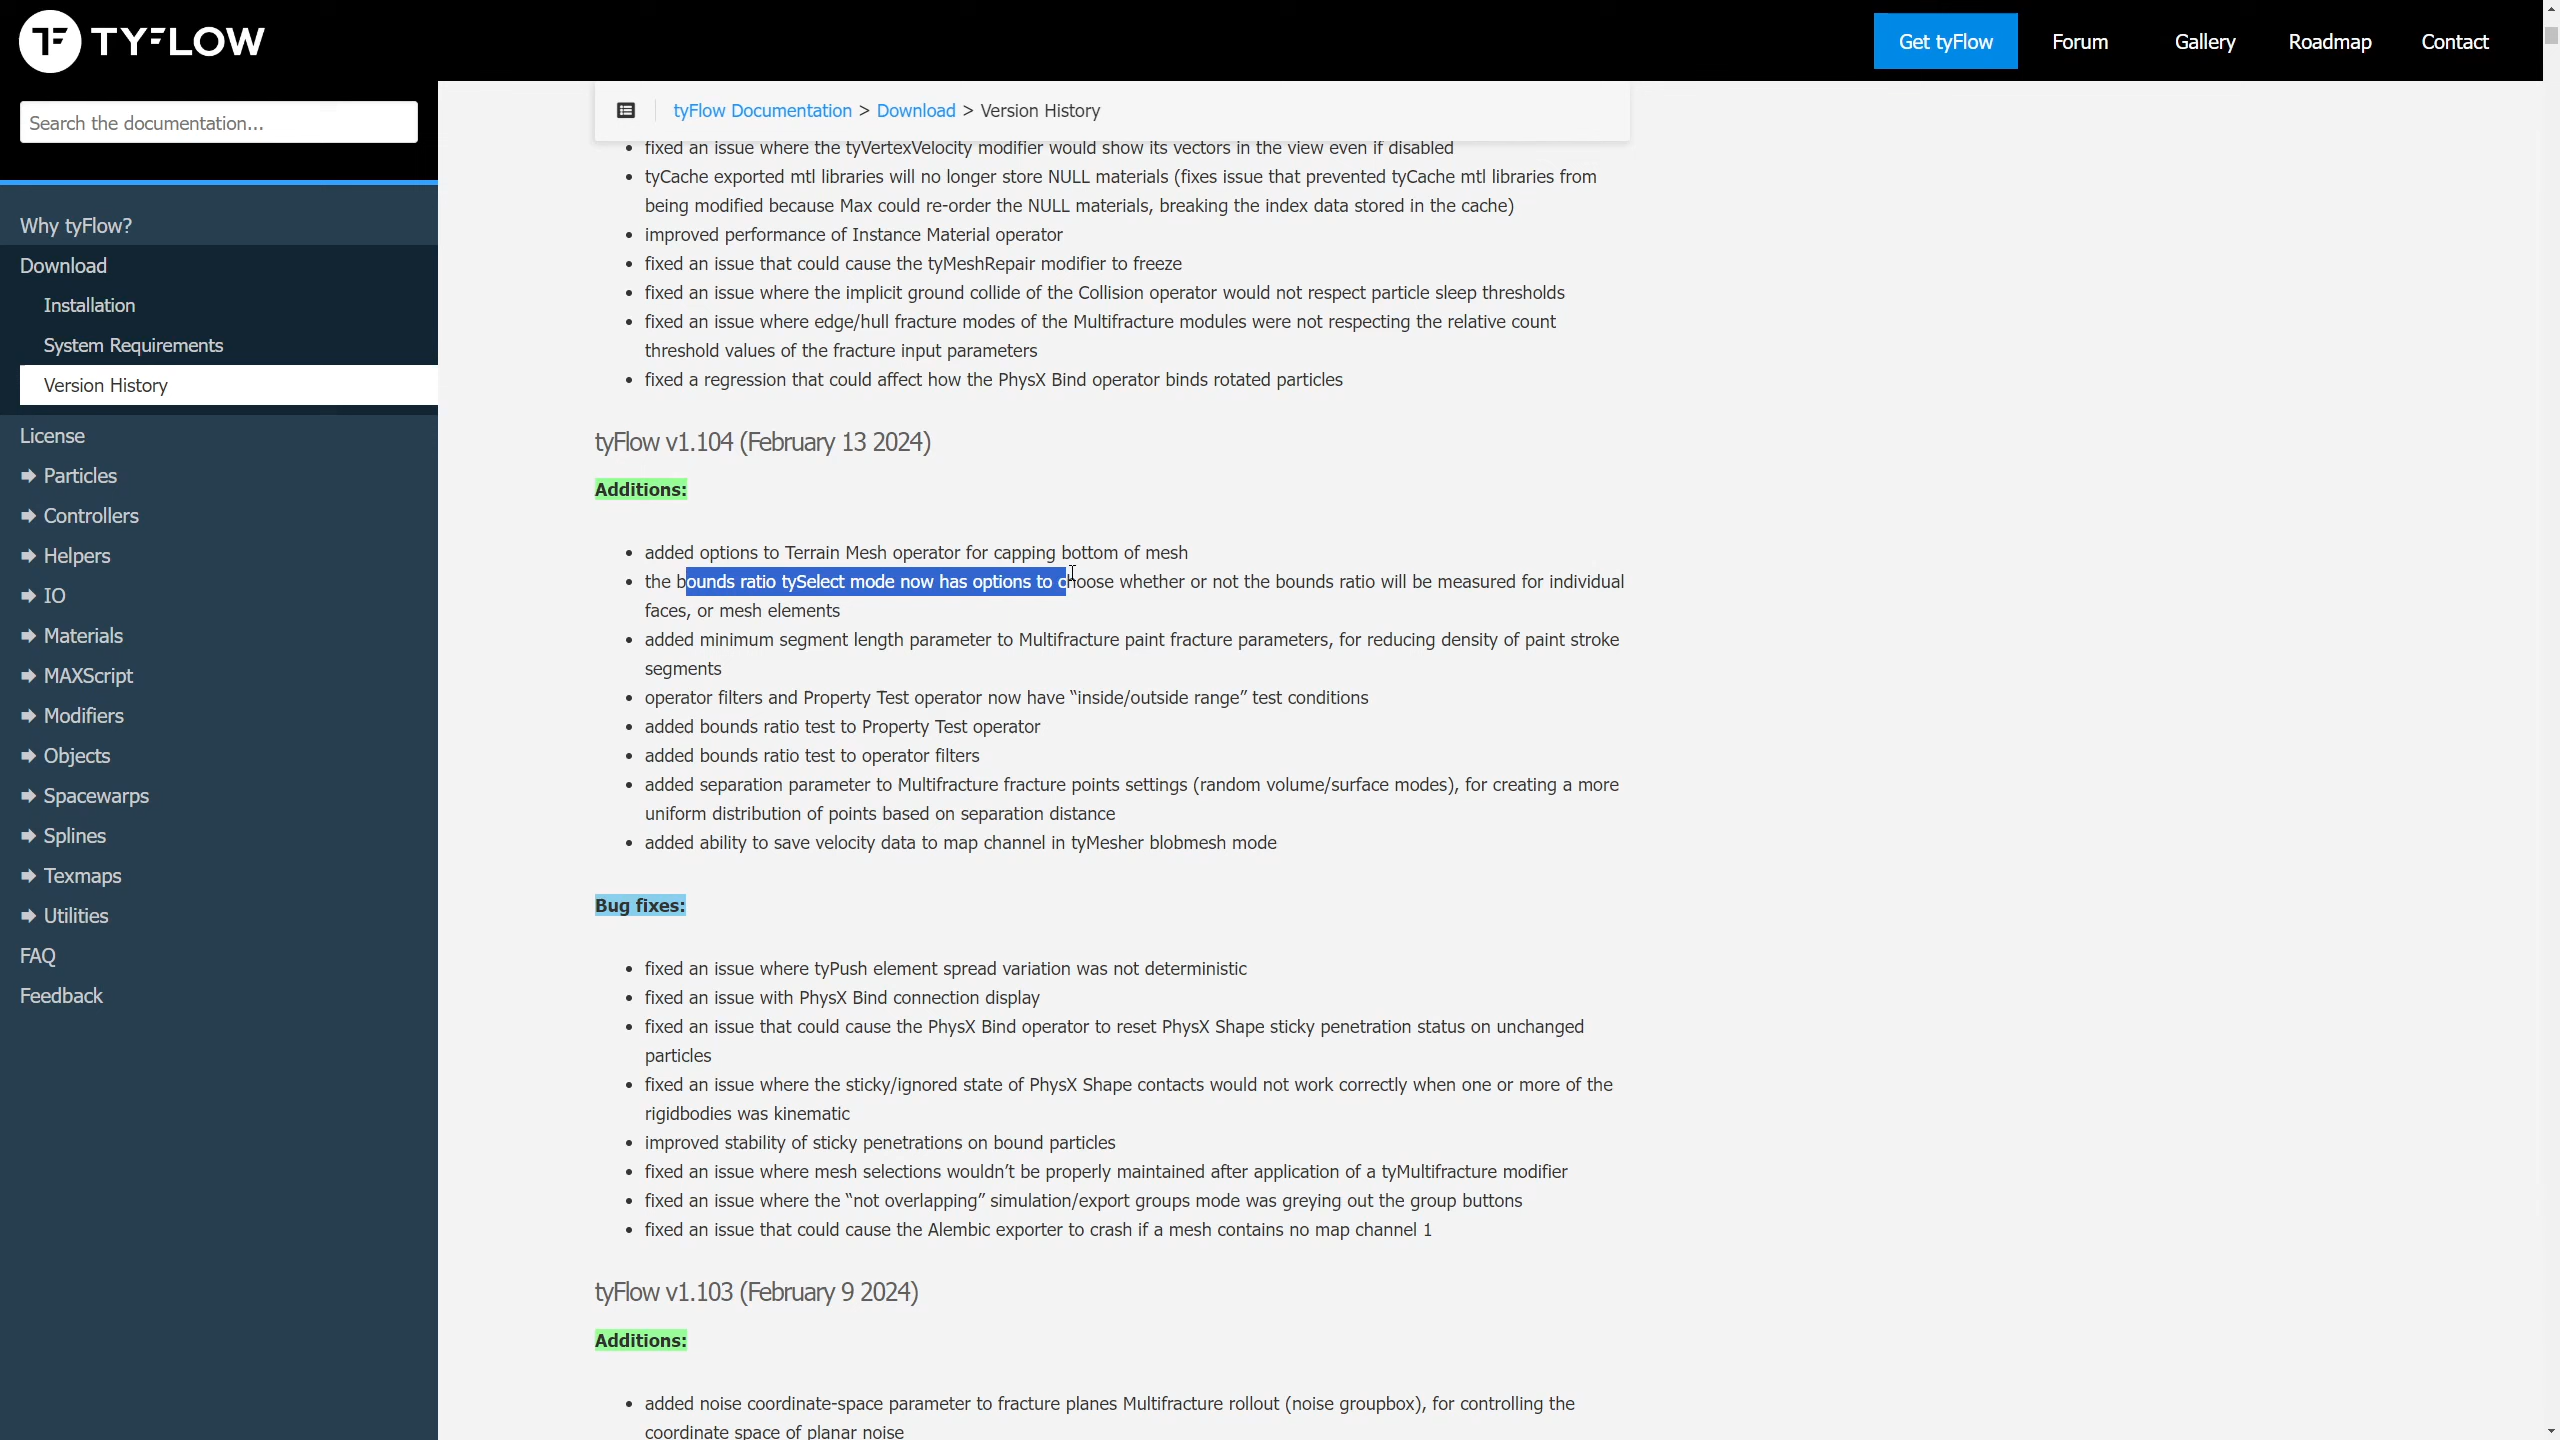 TYFLOW
Get tyFlow
Forum
Gallery
Roadmap
Contact
Search the documentation...
Why tyFlow?
Download
Installation
System Requirements
Version History
License
Particles
Controllers
Helpers
IO
Materials
MAXScript
Modifiers
Objects
Spacewarps
Splines
Texmaps
Utilities
FAQ
Feedback
tyFlow Documentation > Download > Version History
fixed an issue where the tyVertexVelocity modifier would show its vectors in the view even if disabled
tyCache exported mtl libraries will no longer store NULL materials (fixes issue that prevented tyCache mtl libraries from
being modified because Max could re-order the NULL materials, breaking the index data stored in the cache)
improved performance of Instance Material operator
fixed an issue that could cause the tyMeshRepair modifier to freeze
fixed an issue where the implicit ground collide of the Collision operator would not respect particle sleep thresholds
fixed an issue where edge/hull fracture modes of the Multifracture modules were not respecting the relative count
threshold values of the fracture input parameters
fixed a regression that could affect how the PhysX Bind operator binds rotated particles
tyFlow v1.104 (February 13 2024)
Additions:
added options to Terrain Mesh operator for capping bottom of mesh
the bounds ratio tySelect mode now has options to choose whether or not the bounds ratio will be measured for individual
faces, or mesh elements
added minimum segment length parameter to Multifracture paint fracture parameters, for reducing density of paint stroke
segments
operator filters and Property Test operator now have “inside/outside range” test conditions
added bounds ratio test to Property Test operator
added bounds ratio test to operator filters
added separation parameter to Multifracture fracture points settings (random volume/surface modes), for creating a more
uniform distribution of points based on separation distance
added ability to save velocity data to map channel in tyMesher blobmesh mode
Bug fixes:
fixed an issue where tyPush element spread variation was not deterministic
fixed an issue with PhysX Bind connection display
fixed an issue that could cause the PhysX Bind operator to reset PhysX Shape sticky penetration status on unchanged
particles
fixed an issue where the sticky/ignored state of PhysX Shape contacts would not work correctly when one or more of the
rigidbodies was kinematic
improved stability of sticky penetrations on bound particles
fixed an issue where mesh selections wouldn’t be properly maintained after application of a tyMultifracture modifier
fixed an issue where the “not overlapping” simulation/export groups mode was greying out the group buttons
fixed an issue that could cause the Alembic exporter to crash if a mesh contains no map channel 1
tyFlow v1.103 (February 9 2024)
Additions:
added noise coordinate-space parameter to fracture planes Multifracture rollout (noise groupbox), for controlling the
coordinate space of planar noise